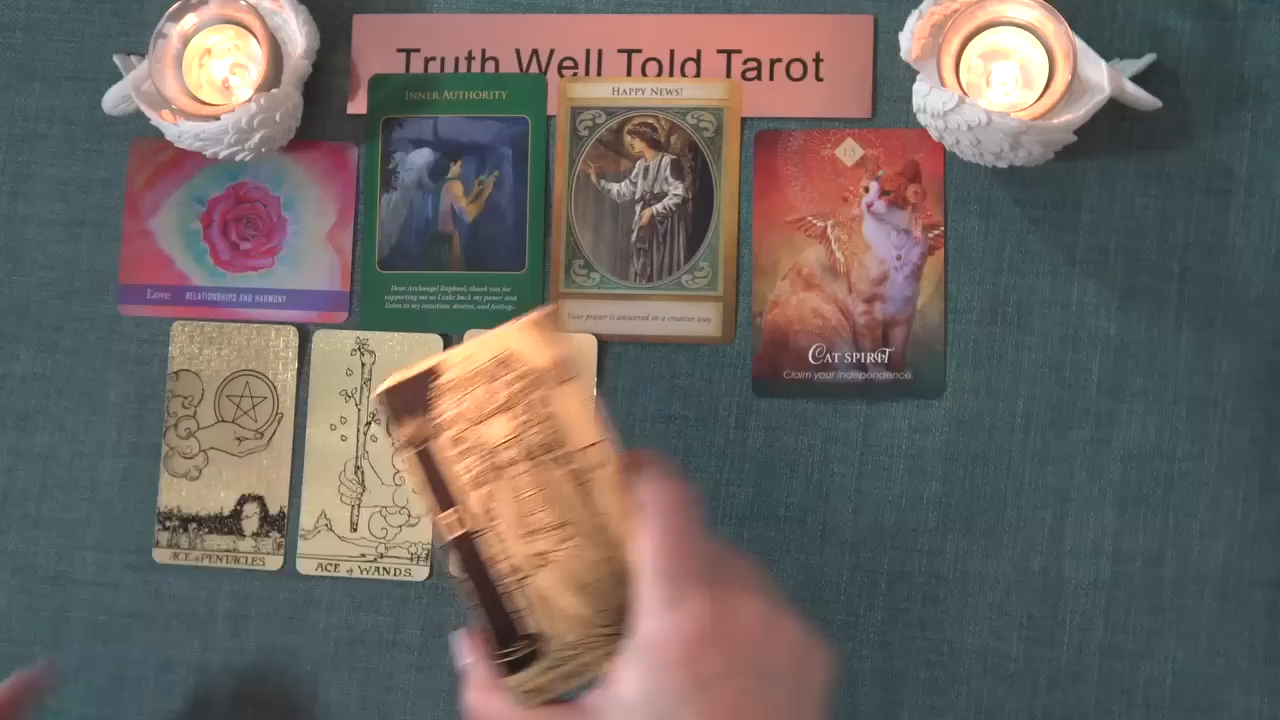 Truth Well Told Tarot
INNER AUTHORITY
Dear Archangel Raphael, thank you for
supporting me as I take back my power and
listen to my intuition, desires, and feelings...
HAPPY NEWS!
Your prayer is answered in a creative way.
13
CAT SPIRIT
Claim your independence.
Love RELATIONSHIPS AND HARMONY
ACE of PENTACLES
ACE of WANDS.